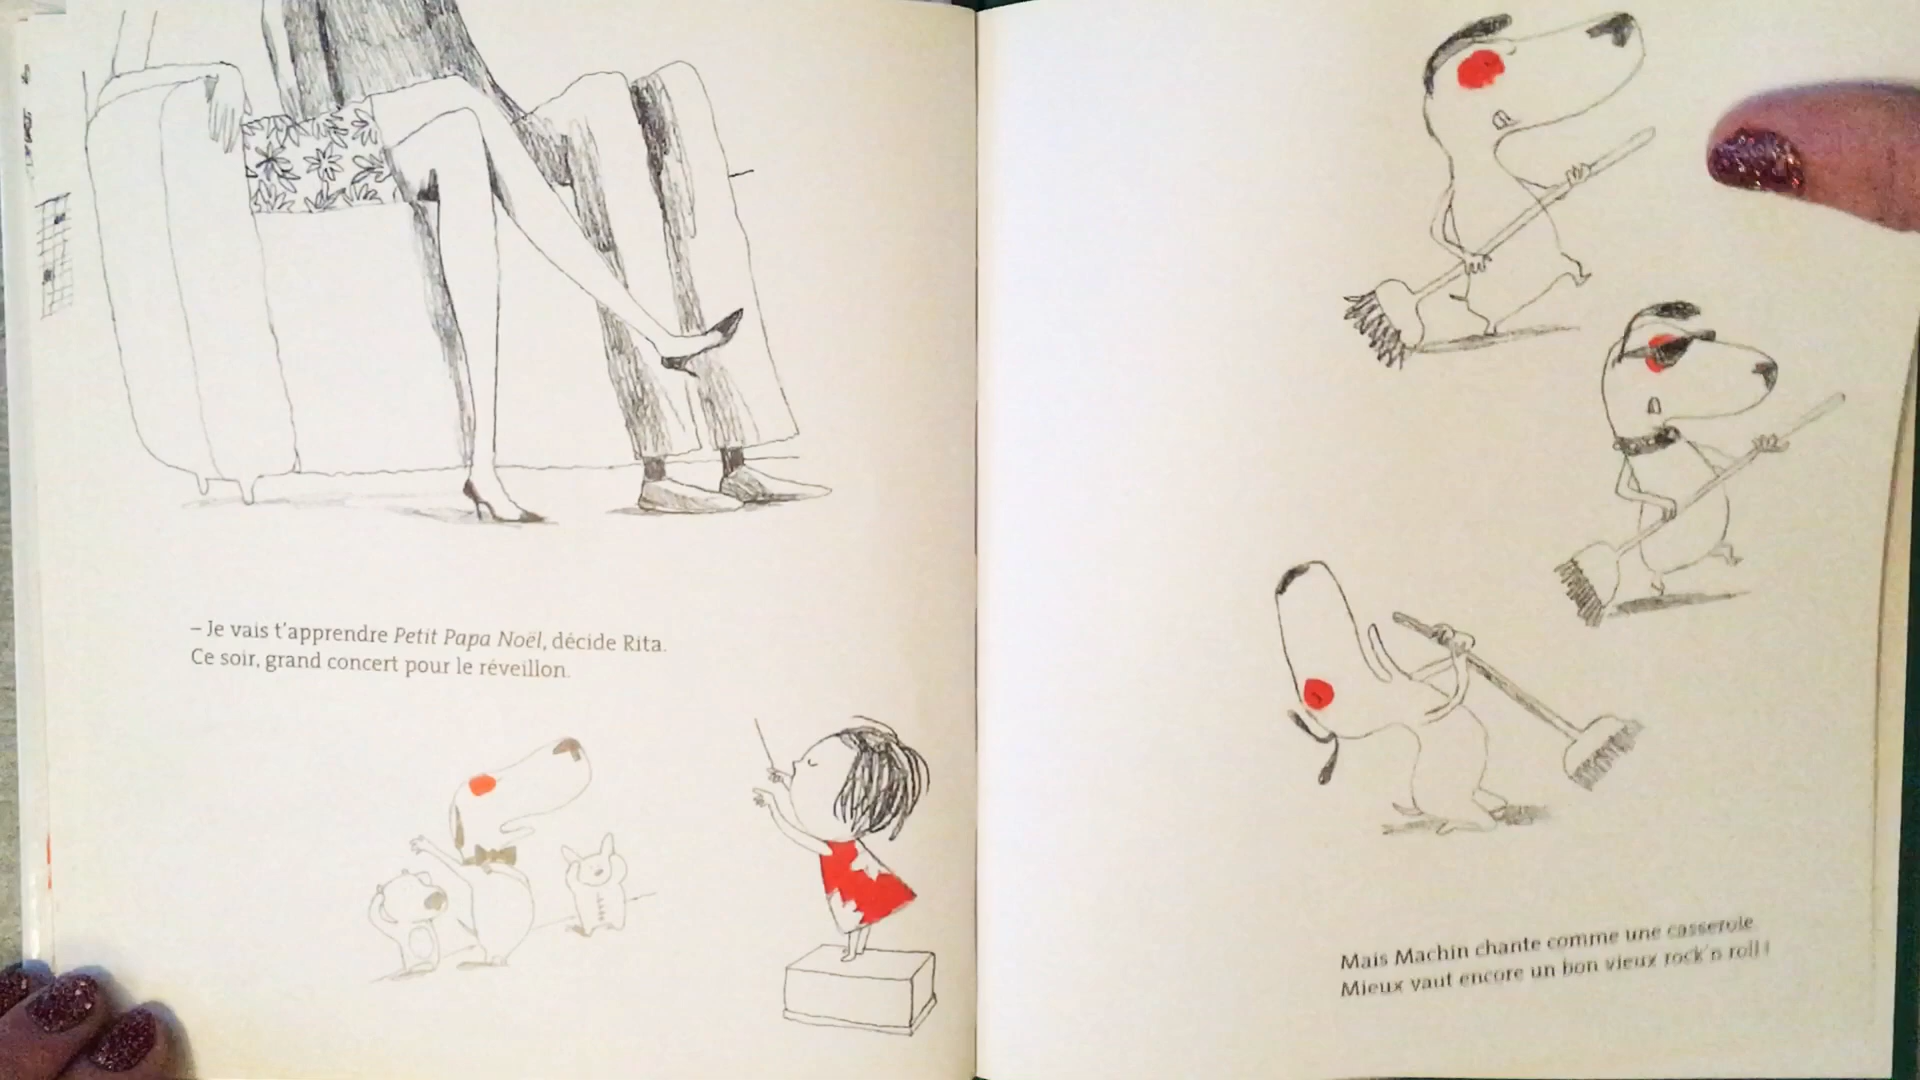 – Je vais t'apprendre Petit Papa Noël, décide Rita.
Ce soir, grand concert pour le réveillon.
Mais Machin chante comme une casserole.
Mieux vaut encore un bon vieux rock'n roll !